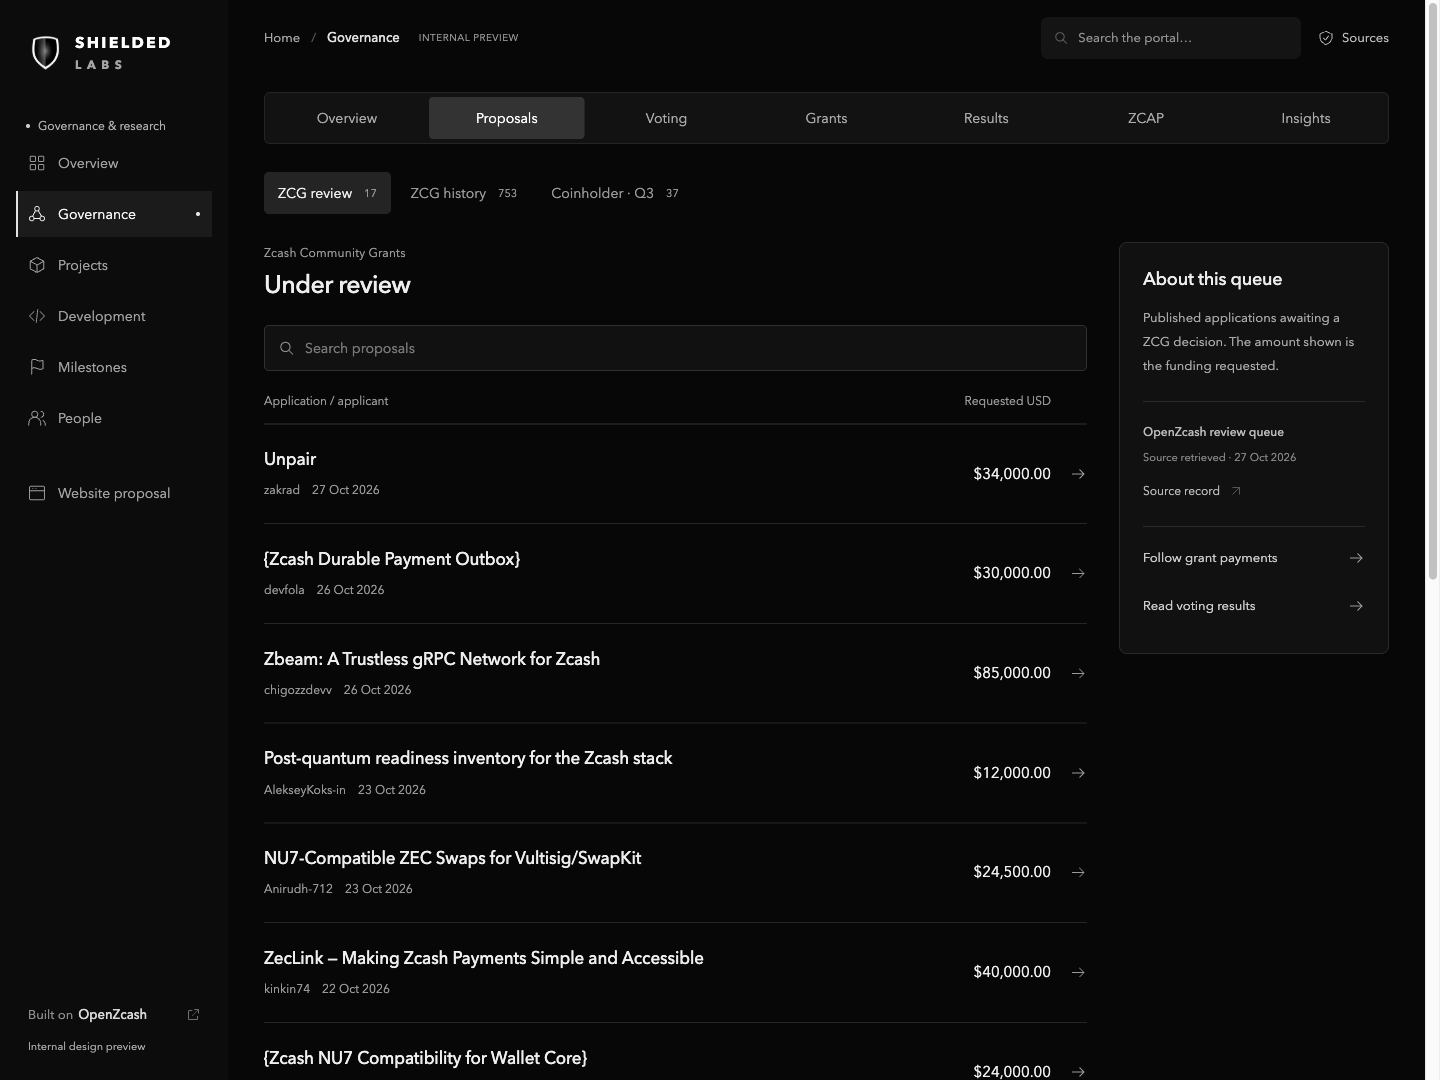 SHIELDED
LABS
Governance & research
Overview
Governance
Projects
Development
Milestones
People
Website proposal
Built on OpenZcash
Internal design preview
Home / Governance INTERNAL PREVIEW
Search the portal…
Sources
Overview
Proposals
Voting
Grants
Results
ZCAP
Insights
ZCG review 17
ZCG history 753
Coinholder · Q3 37
Zcash Community Grants
Under review
Search proposals
Application / applicant
Requested USD
Unpair
zakrad 27 Oct 2026
$34,000.00
{Zcash Durable Payment Outbox}
devfola 26 Oct 2026
$30,000.00
Zbeam: A Trustless gRPC Network for Zcash
chigozzdevv 26 Oct 2026
$85,000.00
Post-quantum readiness inventory for the Zcash stack
AlekseyKoks-in 23 Oct 2026
$12,000.00
NU7-Compatible ZEC Swaps for Vultisig/SwapKit
Anirudh-712 23 Oct 2026
$24,500.00
ZecLink – Making Zcash Payments Simple and Accessible
kinkin74 22 Oct 2026
$40,000.00
{Zcash NU7 Compatibility for Wallet Core}
$24,000.00
About this queue
Published applications awaiting a
ZCG decision. The amount shown is
the funding requested.
OpenZcash review queue
Source retrieved · 27 Oct 2026
Source record
Follow grant payments
Read voting results